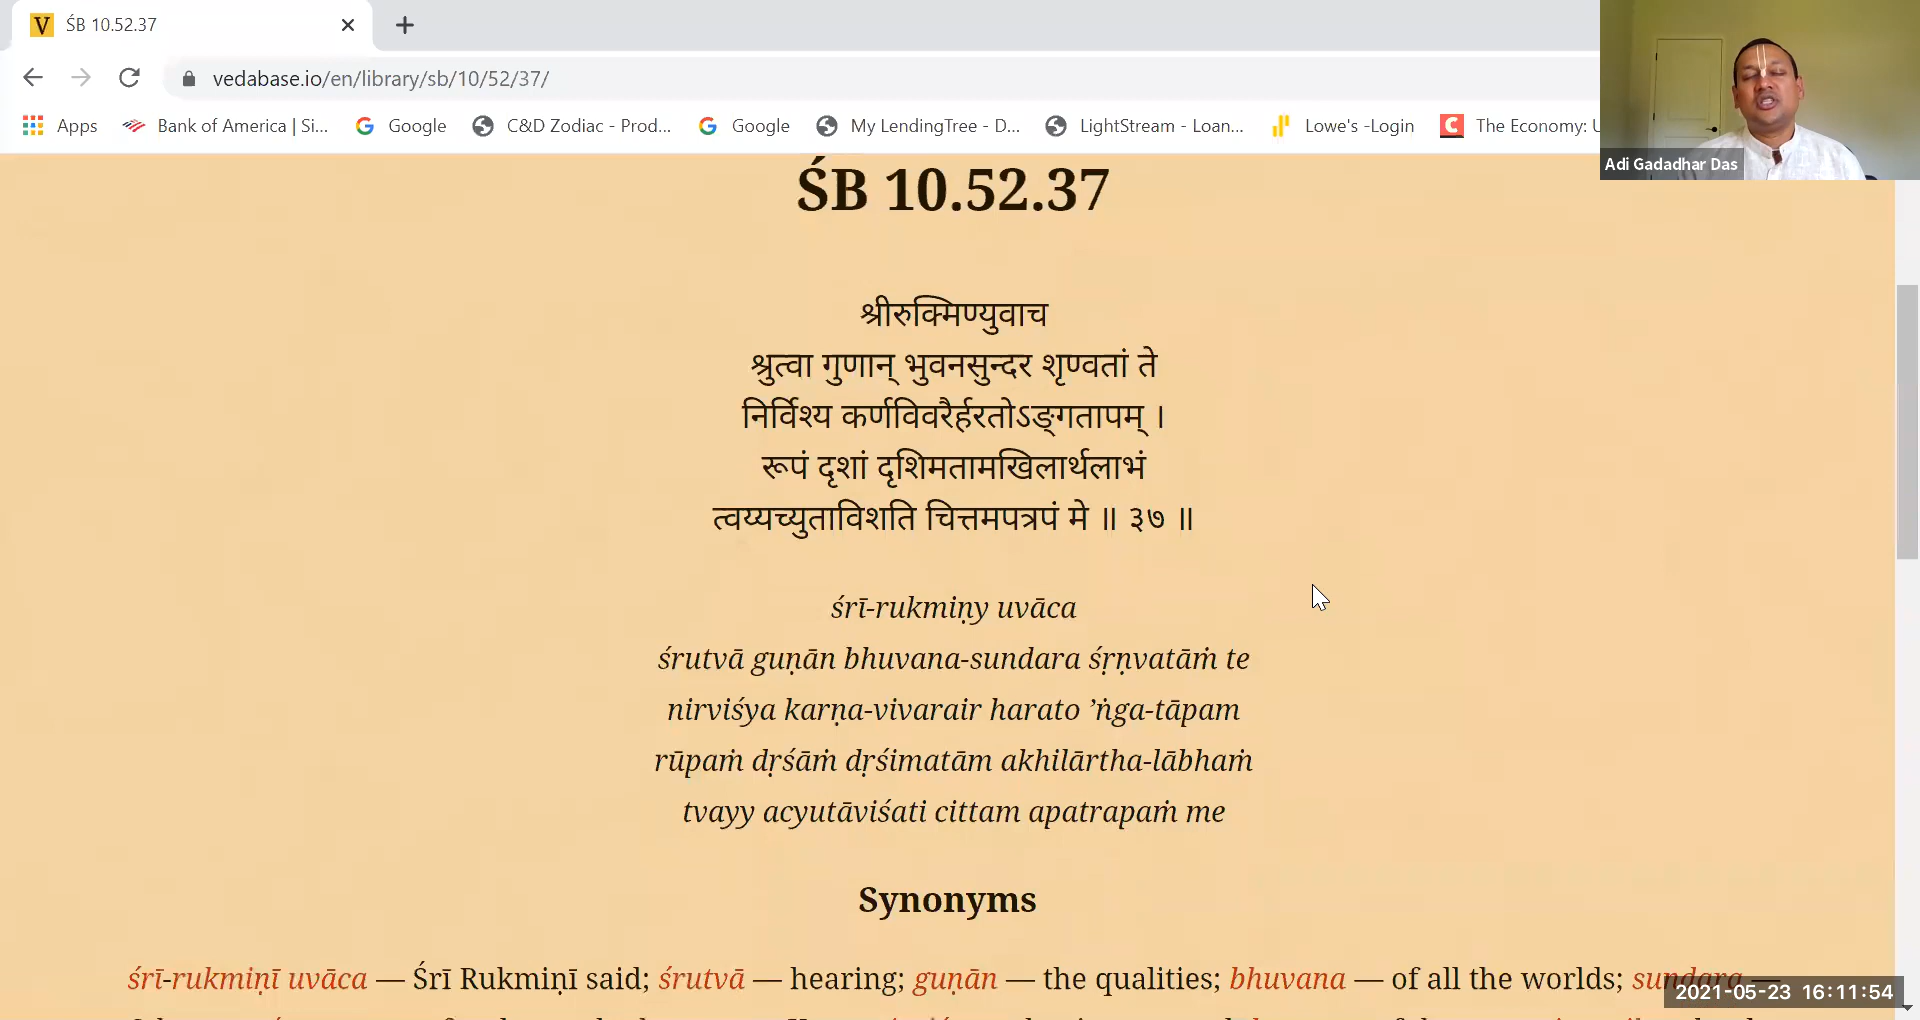 ŚB 10.52.37
vedabase.io/en/library/sb/10/52/37/
Apps Bank of America | Si... Google C&D Zodiac - Prod... Google My LendingTree - D... LightStream - Loan... Lowe's -Login The Economy: U
Adi Gadadhar Das
ŚB 10.52.37
श्रीरुक्मिण्युवाच
श्रुत्वा गुणान् भुवनसुन्दर शृण्वतां ते
निर्विश्य कर्णविवरैर्हरतोऽङ्गतापम् ।
रूपं द‍ृशां द‍ृशिमतामखिलार्थलाभं
त्वय्यच्युताविशति चित्तमपत्रपं मे ॥ ३७ ॥
śrī-rukmiṇy uvāca
śrutvā guṇān bhuvana-sundara śṛṇvatāṁ te
nirviśya karṇa-vivarair harato ’ṅga-tāpam
rūpaṁ dṛśāṁ dṛśimatām akhilārtha-lābhaṁ
tvayy acyutāviśati cittam apatrapaṁ me
Synonyms
śrī-rukmiṇī uvāca — Śrī Rukmiṇī said; śrutvā — hearing; guṇān — the qualities; bhuvana — of all the worlds; sundara —
2021-05-23 16:11:54